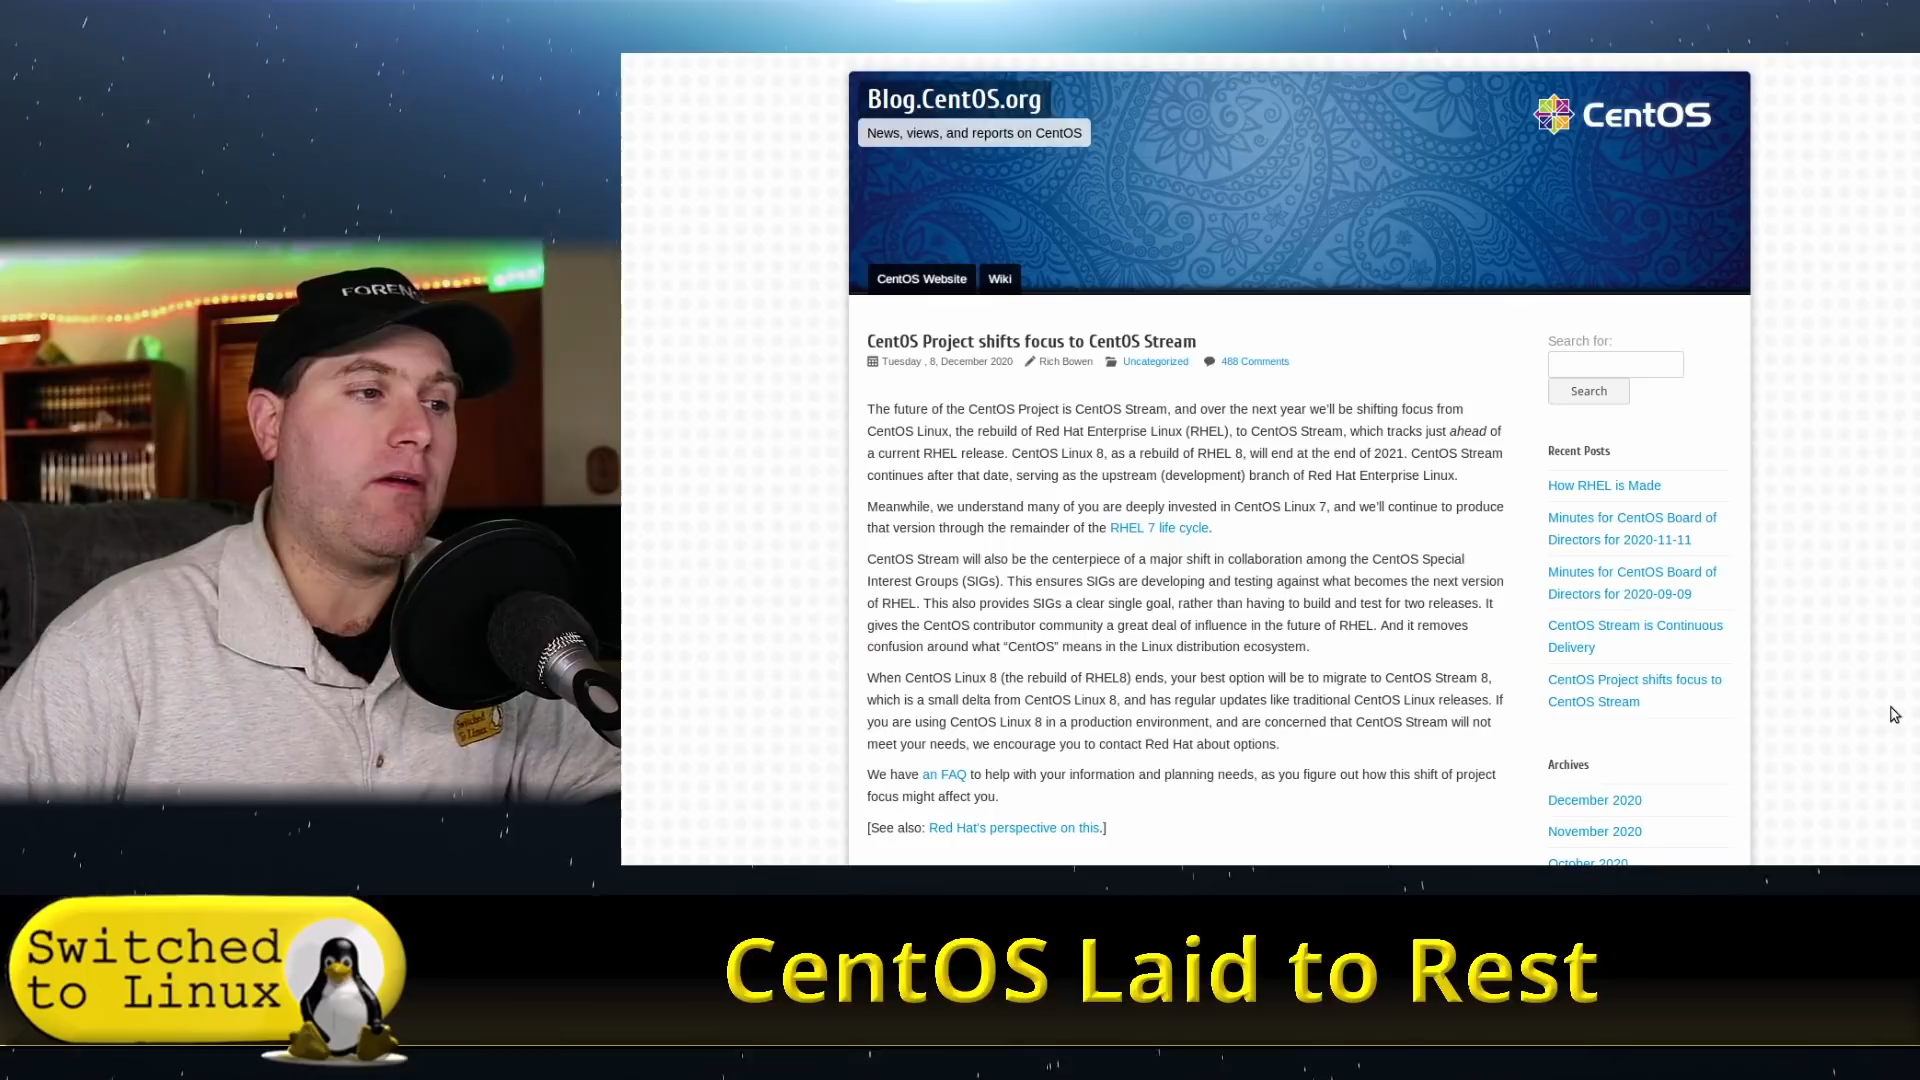 Blog.CentOS.org
News, views, and reports on CentOS
CentOS
CentOS Website
Wiki
CentOS Project shifts focus to CentOS Stream
Tuesday , 8, December 2020 Rich Bowen Uncategorized 488 Comments
The future of the CentOS Project is CentOS Stream, and over the next year we’ll be shifting focus from
CentOS Linux, the rebuild of Red Hat Enterprise Linux (RHEL), to CentOS Stream, which tracks just ahead of
a current RHEL release. CentOS Linux 8, as a rebuild of RHEL 8, will end at the end of 2021. CentOS Stream
continues after that date, serving as the upstream (development) branch of Red Hat Enterprise Linux.
Meanwhile, we understand many of you are deeply invested in CentOS Linux 7, and we’ll continue to produce
that version through the remainder of the RHEL 7 life cycle.
CentOS Stream will also be the centerpiece of a major shift in collaboration among the CentOS Special
Interest Groups (SIGs). This ensures SIGs are developing and testing against what becomes the next version
of RHEL. This also provides SIGs a clear single goal, rather than having to build and test for two releases. It
gives the CentOS contributor community a great deal of influence in the future of RHEL. And it removes
confusion around what “CentOS” means in the Linux distribution ecosystem.
When CentOS Linux 8 (the rebuild of RHEL8) ends, your best option will be to migrate to CentOS Stream 8,
which is a small delta from CentOS Linux 8, and has regular updates like traditional CentOS Linux releases. If
you are using CentOS Linux 8 in a production environment, and are concerned that CentOS Stream will not
meet your needs, we encourage you to contact Red Hat about options.
We have an FAQ to help with your information and planning needs, as you figure out how this shift of project
focus might affect you.
[See also: Red Hat’s perspective on this.]
Search for:
Search
Recent Posts
How RHEL is Made
Minutes for CentOS Board of
Directors for 2020-11-11
Minutes for CentOS Board of
Directors for 2020-09-09
CentOS Stream is Continuous
Delivery
CentOS Project shifts focus to
CentOS Stream
Archives
December 2020
November 2020
October 2020
Switched
to Linux
Switched
to Linux
CentOS Laid to Rest